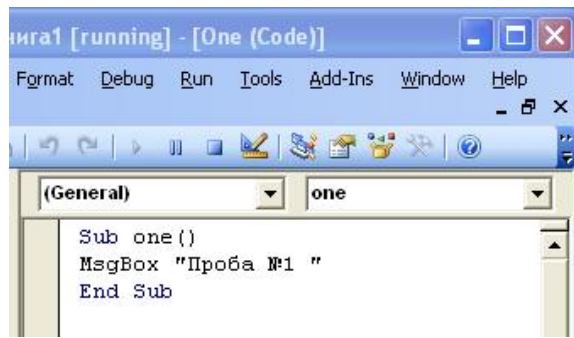 нига1 [running] - [One (Code)]
Format Debug Run Tools Add-Ins Window Help
(General) one
Sub one()
MsgBox "Проба №1 "
End Sub